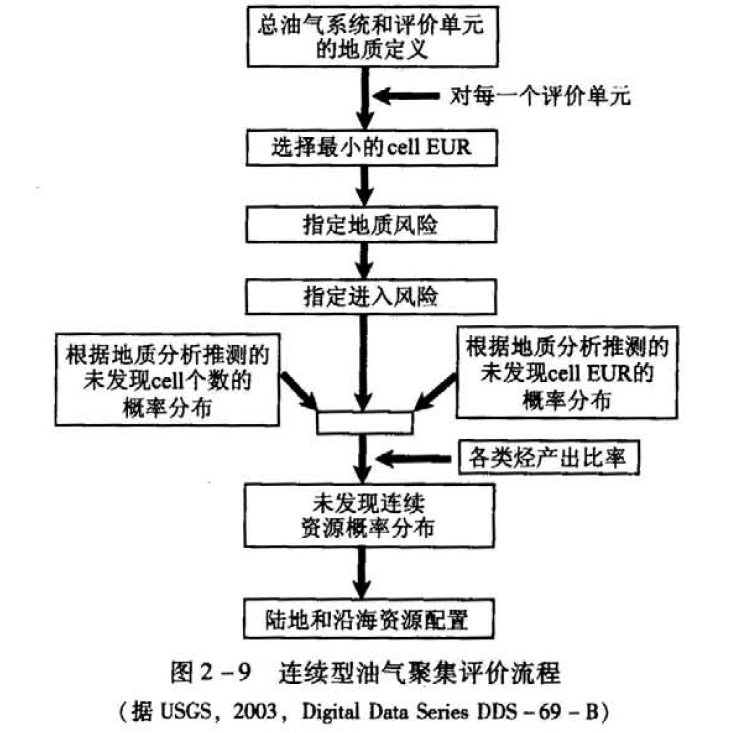 总油气系统和评价单元
的地质定义
对每一个评价单元
选择最小的cell EUR
指定地质风险
指定进入风险
根据地质分析推测的
未发现cell个数的
概率分布
根据地质分析推测的
未发现cell EUR的
概率分布
各类烃产出比率
未发现连续
资源概率分布
陆地和沿海资源配置
图2-9 连续型油气聚集评价流程
(据 USGS, 2003, Digital Data Series DDS-69-B)